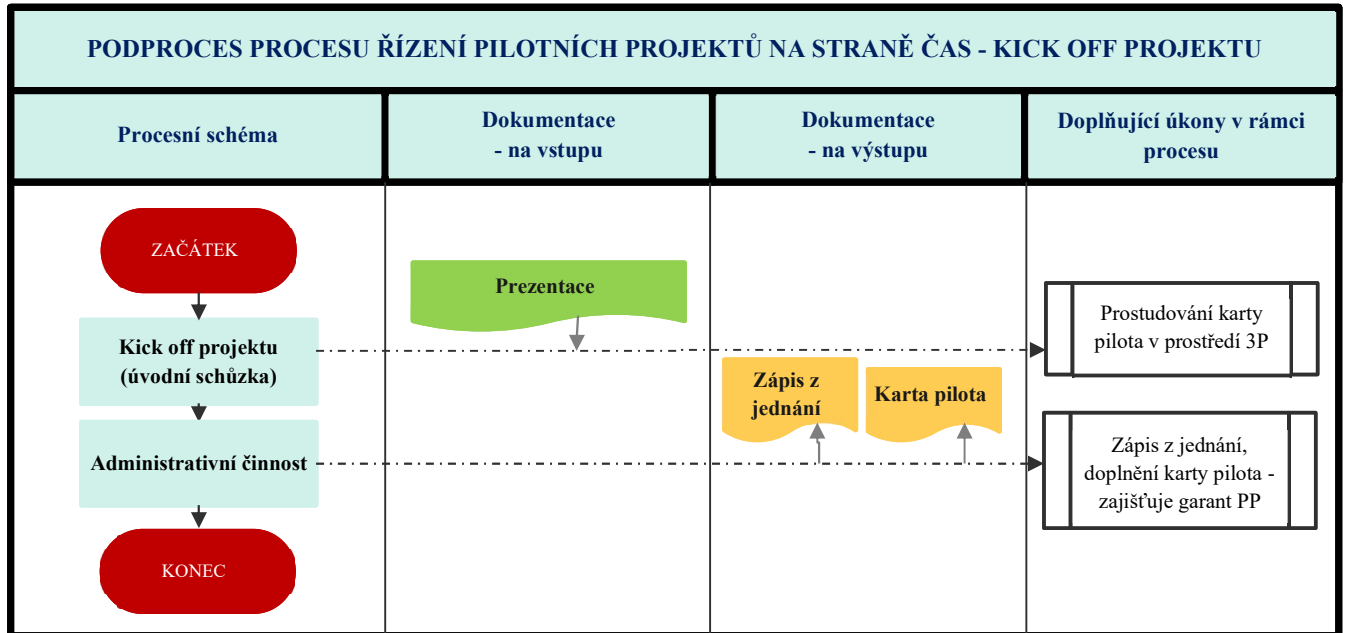 PODPROCES PROCESU ŘÍZENÍ PILOTNÍCH PROJEKTŮ NA STRANĚ ČAS - KICK OFF PROJEKTU
Procesní schéma
Dokumentace
- na vstupu
Dokumentace
- na výstupu
Doplňující úkony v rámci
procesu
ZAČÁTEK
Prezentace
Kick off projektu
(úvodní schůzka)
Prostudování karty
pilota v prostředí 3P
Zápis z
jednání
Karta pilota
Administrativní činnost
Zápis z jednání,
doplnění karty pilota -
zajišťuje garant PP
KONEC